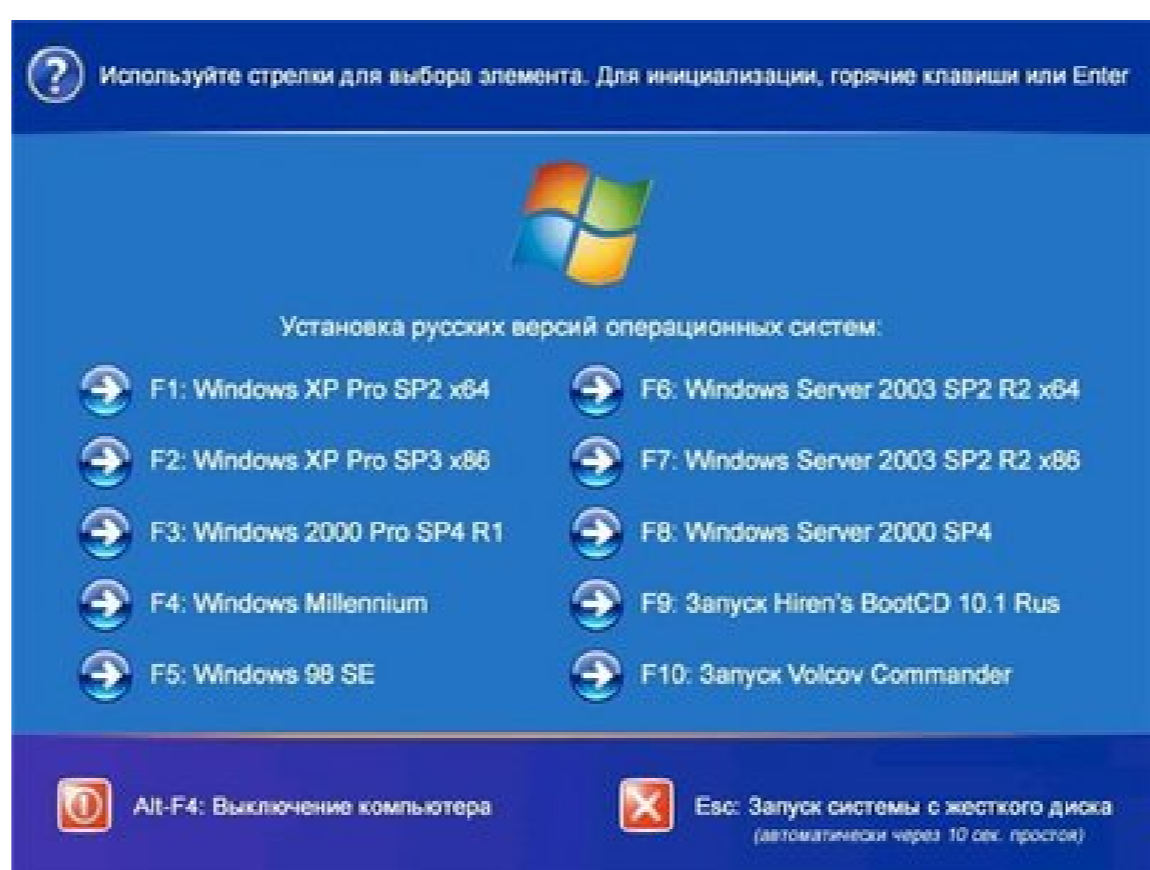 Используйте стрелки для выбора элемента. Для инициализации, горячие клавиши или Enter
Установка русских версий операционных систем:
F1: Windows XP Pro SP2 x64
F2: Windows XP Pro SP3 x86
F3: Windows 2000 Pro SP4 R1
F4: Windows Millennium
F5: Windows 98 SE
F6: Windows Server 2003 SP2 R2 x64
F7: Windows Server 2003 SP2 R2 x86
F8: Windows Server 2000 SP4
F9: Запуск Hiren's BootCD 10.1 Rus
F10: Запуск Volcov Commander
Alt-F4: Выключение компьютера
Esc: Запуск системы с жесткого диска
(автоматически через 10 сек. простоя)